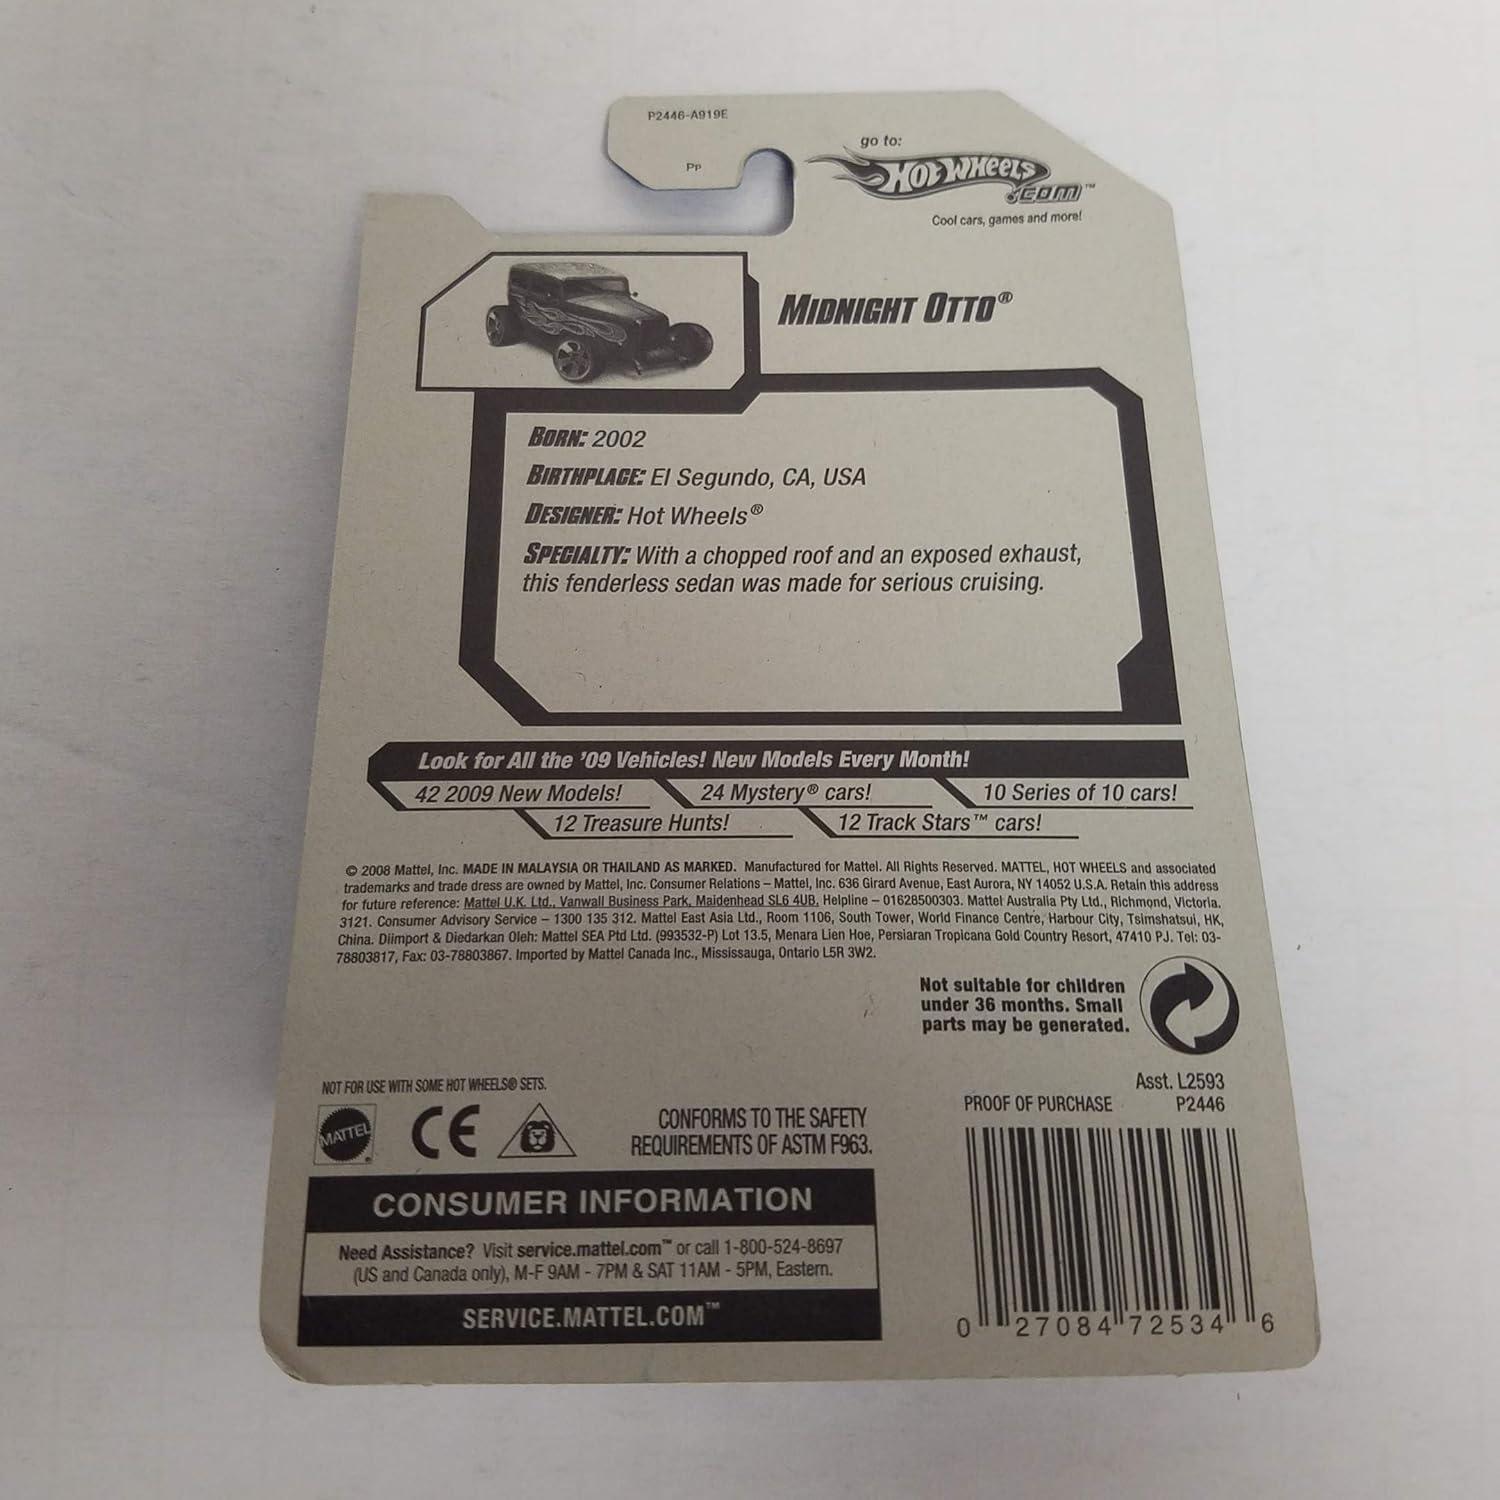 P2446-A919E
Pp
go to:
HOT WHEELS
.COM™
Cool cars, games and more!
MIDNIGHT OTTO®
BORN: 2002
BIRTHPLACE: El Segundo, CA, USA
DESIGNER: Hot Wheels®
SPECIALTY: With a chopped roof and an exposed exhaust,
this fenderless sedan was made for serious cruising.
Look for All the '09 Vehicles! New Models Every Month!
42 2009 New Models! 24 Mystery® cars! 10 Series of 10 cars!
12 Treasure Hunts! 12 Track Stars™ cars!
© 2008 Mattel, Inc. MADE IN MALAYSIA OR THAILAND AS MARKED. Manufactured for Mattel. All Rights Reserved. MATTEL, HOT WHEELS and associated
trademarks and trade dress are owned by Mattel, Inc. Consumer Relations – Mattel, Inc. 636 Girard Avenue, East Aurora, NY 14052 U.S.A. Retain this address
for future reference: Mattel U.K. Ltd., Vanwall Business Park, Maidenhead SL6 4UB. Helpline – 01628500303. Mattel Australia Pty Ltd., Richmond, Victoria.
3121. Consumer Advisory Service – 1300 135 312. Mattel East Asia Ltd., Room 1106, South Tower, World Finance Centre, Harbour City, Tsimshatsui, HK,
China. Diimport & Diedarkan Oleh: Mattel SEA Ptd Ltd. (993532-P) Lot 13.5, Menara Lien Hoe, Persiaran Tropicana Gold Country Resort, 47410 PJ. Tel: 03-
78803817, Fax: 03-78803867. Imported by Mattel Canada Inc., Mississauga, Ontario L5R 3W2.
Not suitable for children
under 36 months. Small
parts may be generated.
NOT FOR USE WITH SOME HOT WHEELS® SETS.
MATTEL®
CE
CONFORMS TO THE SAFETY
REQUIREMENTS OF ASTM F963.
Asst. L2593
PROOF OF PURCHASE P2446
CONSUMER INFORMATION
Need Assistance? Visit service.mattel.com™ or call 1-800-524-8697
(US and Canada only), M-F 9AM - 7PM & SAT 11AM - 5PM, Eastern.
SERVICE.MATTEL.COM™
0 27084 72534 6